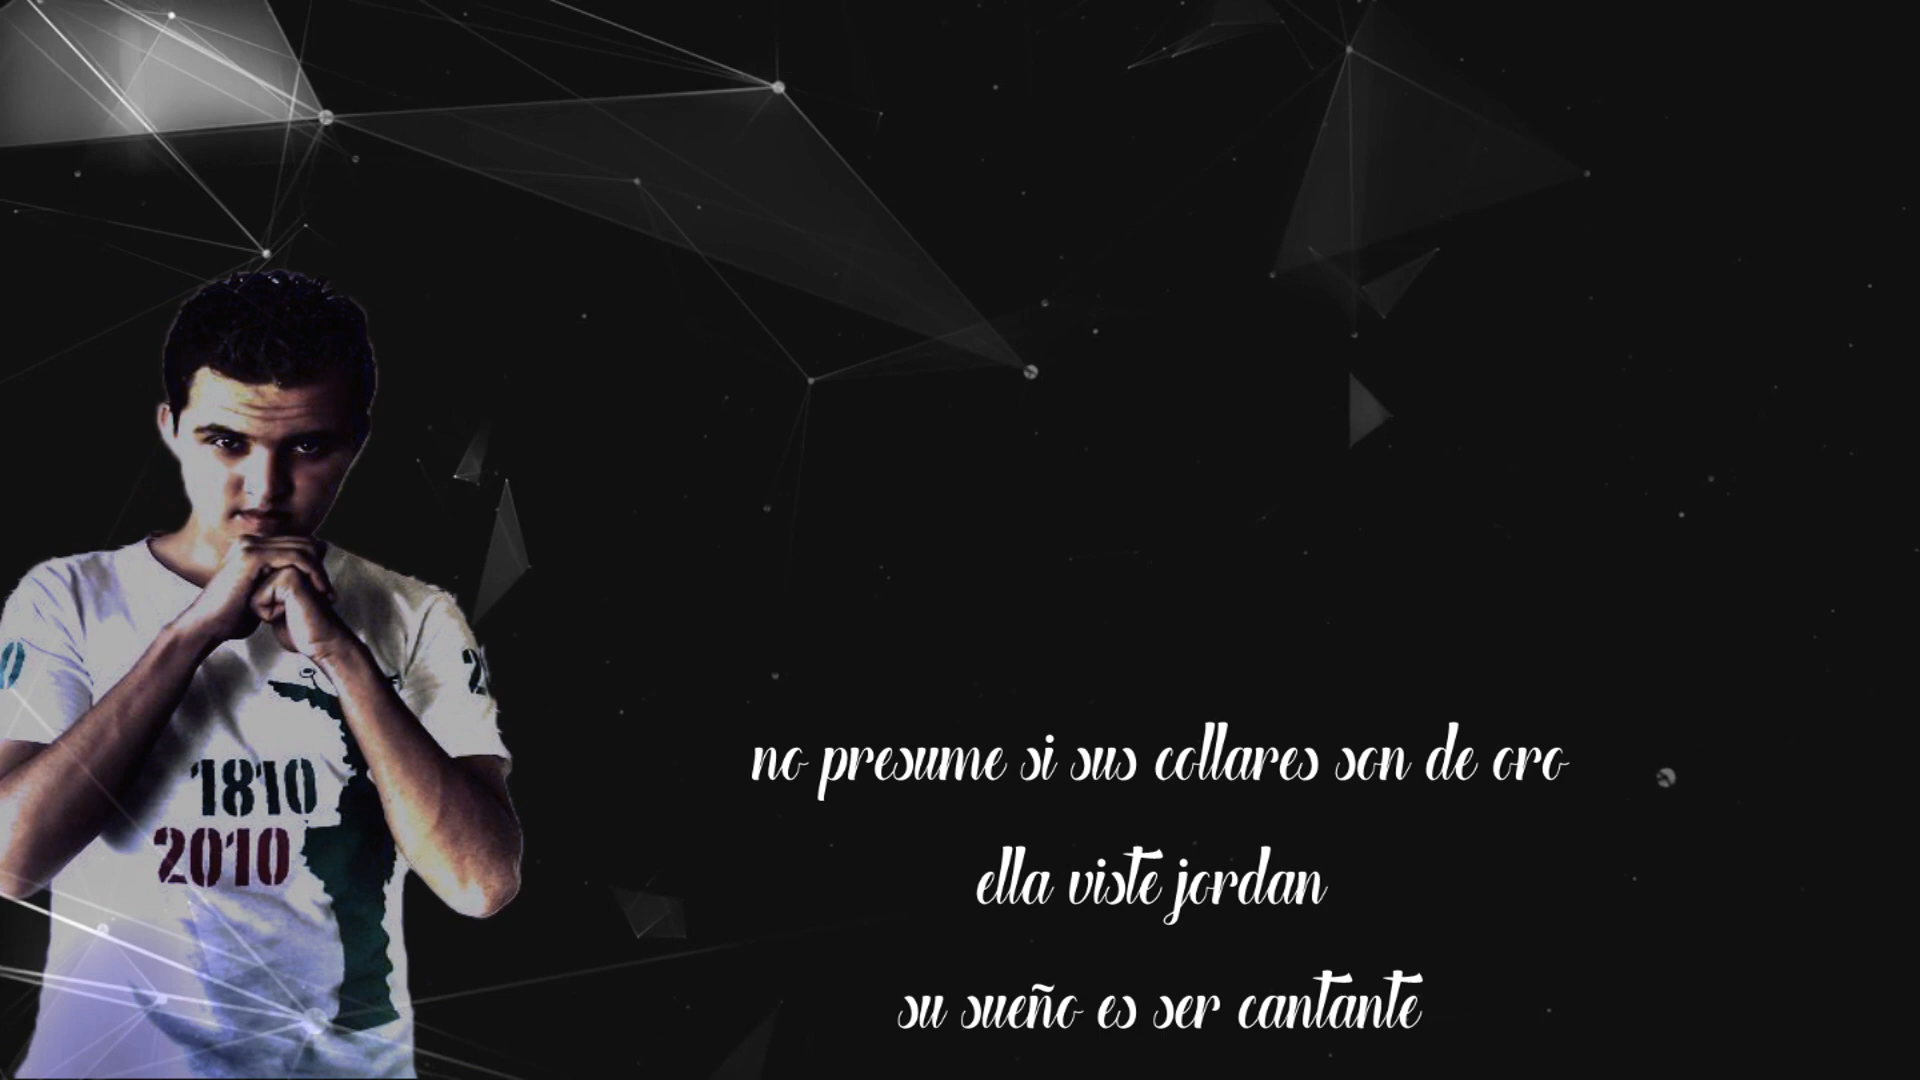 no presume si sus collares son de oro
ella viste jordan
su sueño es ser cantante
1810
2010